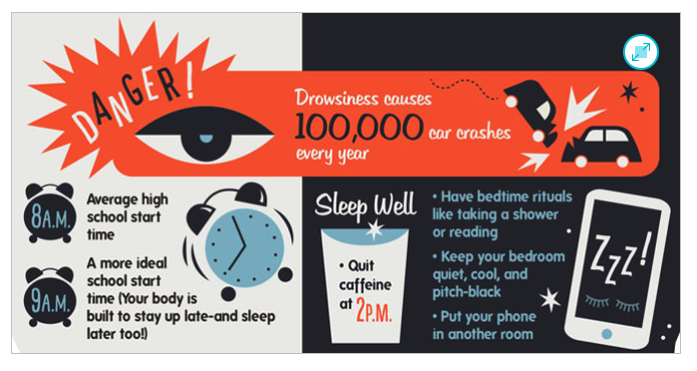 DANGER!
Drowsiness causes
100,000 car crashes
every year
8A.M.
Average high
school start
time
9A.M.
A more ideal
school start
time (Your body is
built to stay up late-and sleep
later too!)
Sleep Well
• Quit
caffeine
at 2P.M.
• Have bedtime rituals
like taking a shower
or reading
• Keep your bedroom
quiet, cool, and
pitch-black
• Put your phone
in another room
ZZZ!